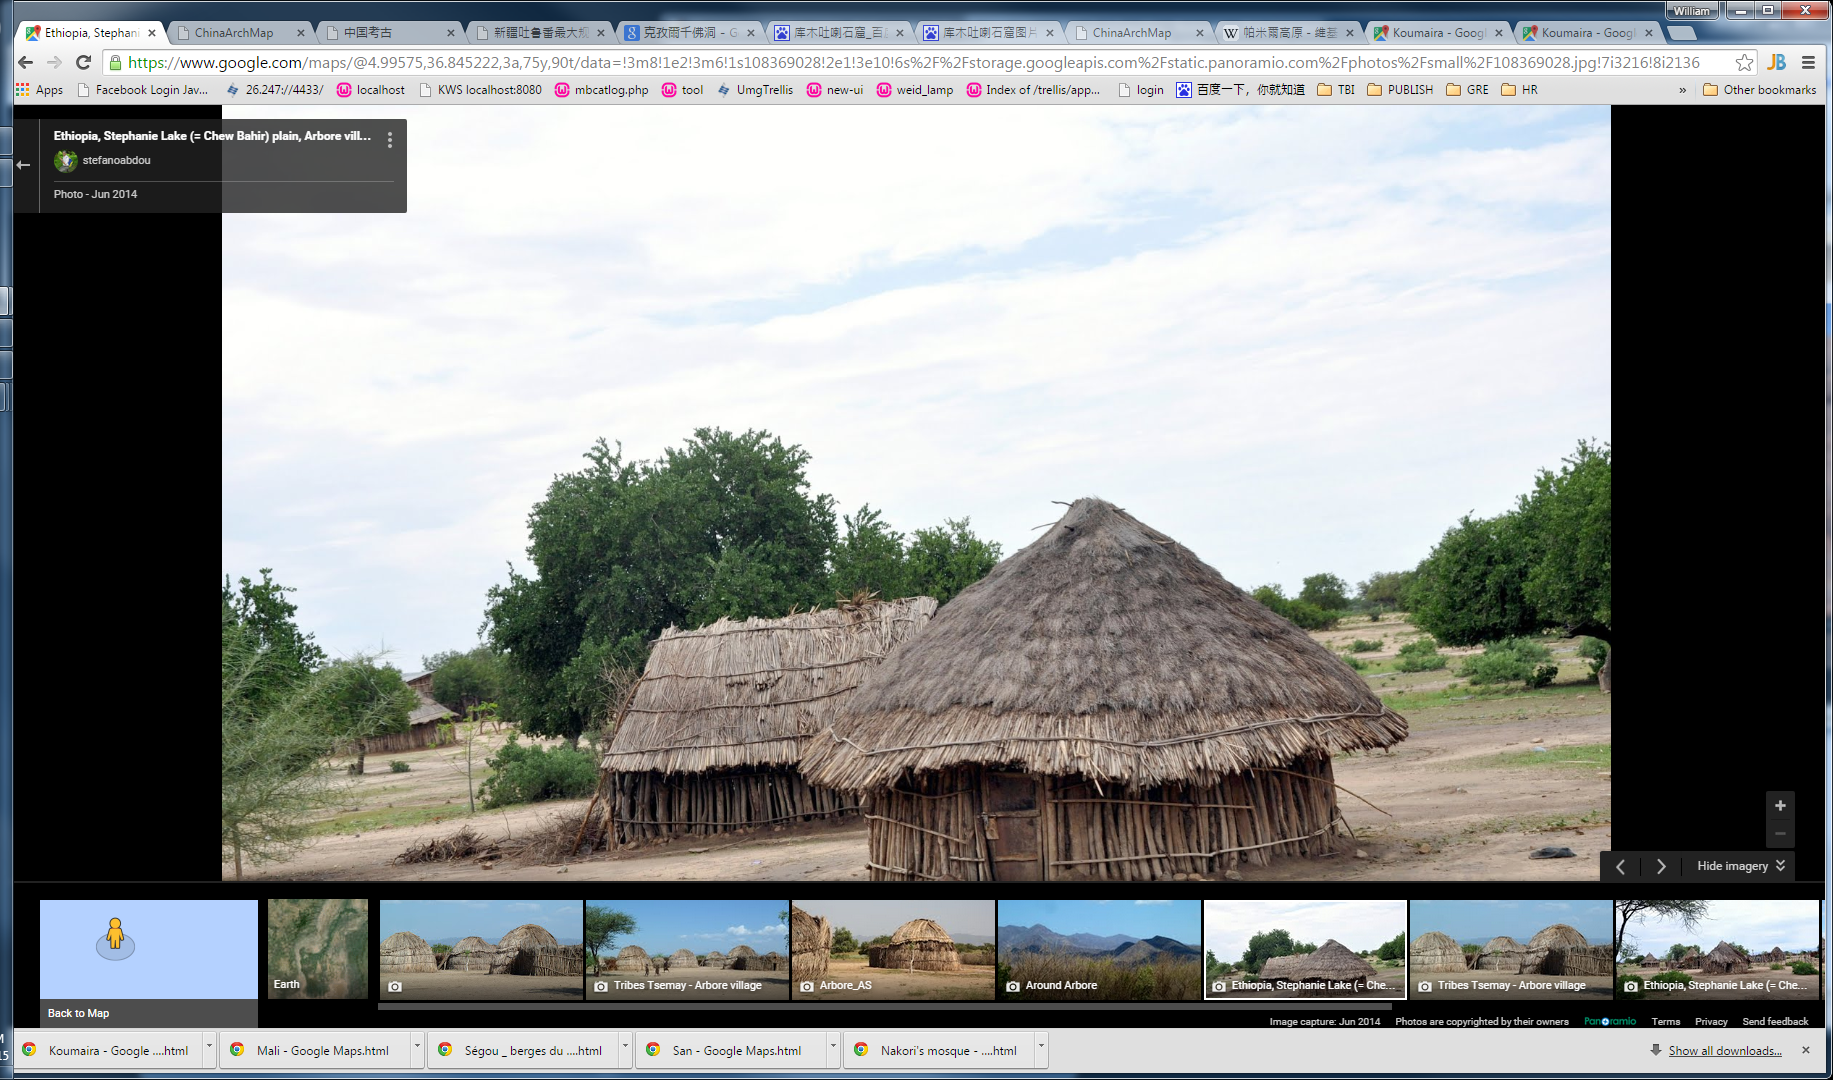 William
Ethiopia, Stephan
ChinaArchMap
中国考古
新疆吐鲁番最大规
克孜爾千佛洞 - G
库木吐喇石窟_百度
库木吐喇石窟图片
ChinaArchMap
帕米爾高原 - 維基
Koumaira - Googl
Koumaira - Googl
https://www.google.com/maps/@4.99575,36.845222,3a,75y,90t/data=!3m8!1e2!3m6!1s108369028!2e1!3e10!6s%2F%2Fstorage.googleapis.com%2Fstatic.panoramio.com%2Fphotos%2Fsmall%2F108369028.jpg!7i3216!8i2136
JB
Apps Facebook Login Jav... 26.247://4433/ localhost KWS localhost:8080 mbcatlog.php tool UmgTrellis new-ui weid_lamp Index of /trellis/app... login 百度一下，你就知道 TBI PUBLISH GRE HR » Other bookmarks
Ethiopia, Stephanie Lake (= Chew Bahir) plain, Arbore vill...
stefanoabdou
Photo - Jun 2014
Hide imagery
Earth
Back to Map
Tribes Tsemay - Arbore village
Arbore_AS
Around Arbore
Ethiopia, Stephanie Lake (= Che...
Tribes Tsemay - Arbore village
Ethiopia, Stephanie Lake (= Che...
Image capture: Jun 2014 Photos are copyrighted by their owners Panoramio Terms Privacy Send feedback
Koumaira - Google ....html
Mali - Google Maps.html
Ségou _ berges du ....html
San - Google Maps.html
Nakori's mosque - ....html
Show all downloads...